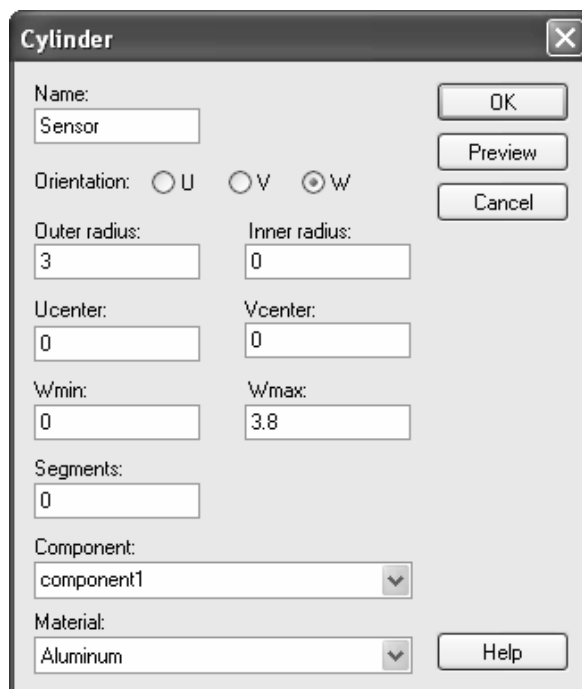 Cylinder
Name:
OK
Sensor
Preview
Orientation: U V W
Cancel
Outer radius: Inner radius:
3 0
Ucenter: Vcenter:
0 0
Wmin: Wmax:
0 3.8
Segments:
0
Component:
component1
Material:
Aluminum
Help